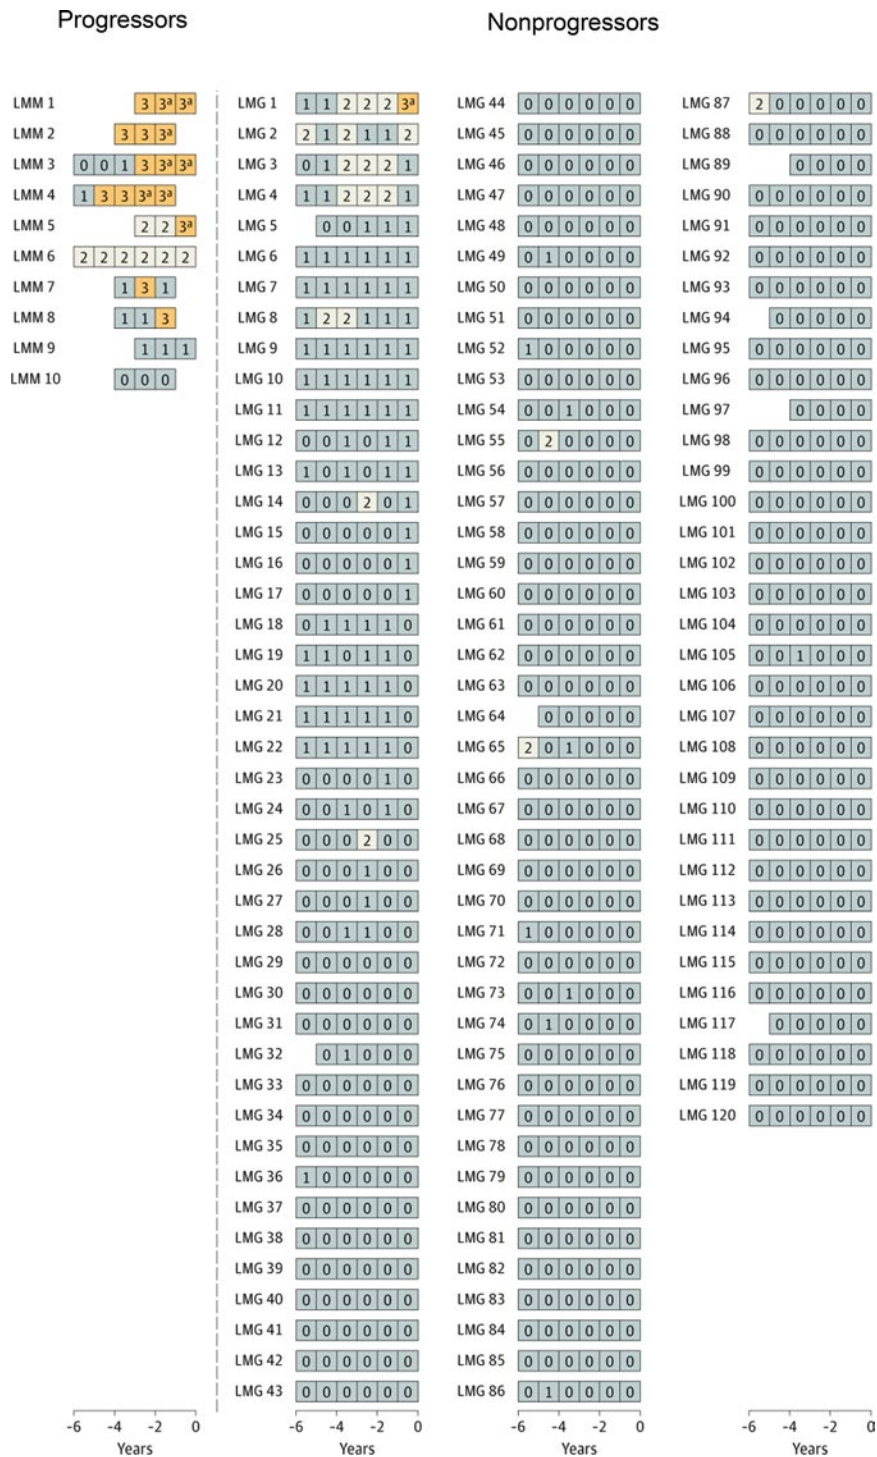 Progressors Nonprogressors
LMM 1 3 3ᵃ 3ᵃ LMG 1 1 1 2 2 2 3ᵃ LMG 44 0 0 0 0 0 0 LMG 87 2 0 0 0 0 0
LMM 2 3 3 3ᵃ LMG 2 2 1 2 1 1 2 LMG 45 0 0 0 0 0 0 LMG 88 0 0 0 0 0 0
LMM 3 0 0 1 3 3ᵃ 3ᵃ LMG 3 0 1 2 2 2 1 LMG 46 0 0 0 0 0 0 LMG 89 0 0 0 0
LMM 4 1 3 3 3ᵃ 3ᵃ LMG 4 1 1 2 2 2 1 LMG 47 0 0 0 0 0 0 LMG 90 0 0 0 0 0 0
LMM 5 2 2 3ᵃ LMG 5 0 0 1 1 1 LMG 48 0 0 0 0 0 0 LMG 91 0 0 0 0 0 0
LMM 6 2 2 2 2 2 2 LMG 6 1 1 1 1 1 1 LMG 49 0 1 0 0 0 0 LMG 92 0 0 0 0 0 0
LMM 7 1 3 1 LMG 7 1 1 1 1 1 1 LMG 50 0 0 0 0 0 0 LMG 93 0 0 0 0 0 0
LMM 8 1 1 3 LMG 8 1 2 2 1 1 1 LMG 51 0 0 0 0 0 0 LMG 94 0 0 0 0 0
LMM 9 1 1 1 LMG 9 1 1 1 1 1 1 LMG 52 1 0 0 0 0 0 LMG 95 0 0 0 0 0 0
LMM 10 0 0 0 LMG 10 1 1 1 1 1 1 LMG 53 0 0 0 0 0 0 LMG 96 0 0 0 0 0 0
LMG 11 1 1 1 1 1 1 LMG 54 0 0 1 0 0 0 LMG 97 0 0 0 0
LMG 12 0 0 1 0 1 1 LMG 55 0 2 0 0 0 0 LMG 98 0 0 0 0 0 0
LMG 13 1 0 1 0 1 1 LMG 56 0 0 0 0 0 0 LMG 99 0 0 0 0 0 0
LMG 14 0 0 0 2 0 1 LMG 57 0 0 0 0 0 0 LMG 100 0 0 0 0 0 0
LMG 15 0 0 0 0 0 1 LMG 58 0 0 0 0 0 0 LMG 101 0 0 0 0 0 0
LMG 16 0 0 0 0 0 1 LMG 59 0 0 0 0 0 0 LMG 102 0 0 0 0 0 0
LMG 17 0 0 0 0 0 1 LMG 60 0 0 0 0 0 0 LMG 103 0 0 0 0 0 0
LMG 18 0 1 1 1 1 0 LMG 61 0 0 0 0 0 0 LMG 104 0 0 0 0 0 0
LMG 19 1 1 0 1 1 0 LMG 62 0 0 0 0 0 0 LMG 105 0 0 1 0 0 0
LMG 20 1 1 1 1 1 0 LMG 63 0 0 0 0 0 0 LMG 106 0 0 0 0 0 0
LMG 21 1 1 1 1 1 0 LMG 64 0 0 0 0 0 LMG 107 0 0 0 0 0 0
LMG 22 1 1 1 1 1 0 LMG 65 2 0 1 0 0 0 LMG 108 0 0 0 0 0 0
LMG 23 0 0 0 0 1 0 LMG 66 0 0 0 0 0 0 LMG 109 0 0 0 0 0 0
LMG 24 0 0 1 0 1 0 LMG 67 0 0 0 0 0 0 LMG 110 0 0 0 0 0 0
LMG 25 0 0 0 2 0 0 LMG 68 0 0 0 0 0 0 LMG 111 0 0 0 0 0 0
LMG 26 0 0 0 1 0 0 LMG 69 0 0 0 0 0 0 LMG 112 0 0 0 0 0 0
LMG 27 0 0 0 1 0 0 LMG 70 0 0 0 0 0 0 LMG 113 0 0 0 0 0 0
LMG 28 0 0 1 1 0 0 LMG 71 1 0 0 0 0 0 LMG 114 0 0 0 0 0 0
LMG 29 0 0 0 0 0 0 LMG 72 0 0 0 0 0 0 LMG 115 0 0 0 0 0 0
LMG 30 0 0 0 0 0 0 LMG 73 0 0 1 0 0 0 LMG 116 0 0 0 0 0 0
LMG 31 0 0 0 0 0 0 LMG 74 0 1 0 0 0 0 LMG 117 0 0 0 0 0
LMG 32 0 1 0 0 0 LMG 75 0 0 0 0 0 0 LMG 118 0 0 0 0 0 0
LMG 33 0 0 0 0 0 0 LMG 76 0 0 0 0 0 0 LMG 119 0 0 0 0 0 0
LMG 34 0 0 0 0 0 0 LMG 77 0 0 0 0 0 0 LMG 120 0 0 0 0 0 0
LMG 35 0 0 0 0 0 0 LMG 78 0 0 0 0 0 0
LMG 36 1 0 0 0 0 0 LMG 79 0 0 0 0 0 0
LMG 37 0 0 0 0 0 0 LMG 80 0 0 0 0 0 0
LMG 38 0 0 0 0 0 0 LMG 81 0 0 0 0 0 0
LMG 39 0 0 0 0 0 0 LMG 82 0 0 0 0 0 0
LMG 40 0 0 0 0 0 0 LMG 83 0 0 0 0 0 0
LMG 41 0 0 0 0 0 0 LMG 84 0 0 0 0 0 0
LMG 42 0 0 0 0 0 0 LMG 85 0 0 0 0 0 0
LMG 43 0 0 0 0 0 0 LMG 86 0 1 0 0 0 0
-6 -4 -2 0 -6 -4 -2 0 -6 -4 -2 0 -6 -4 -2 0
Years Years Years Years